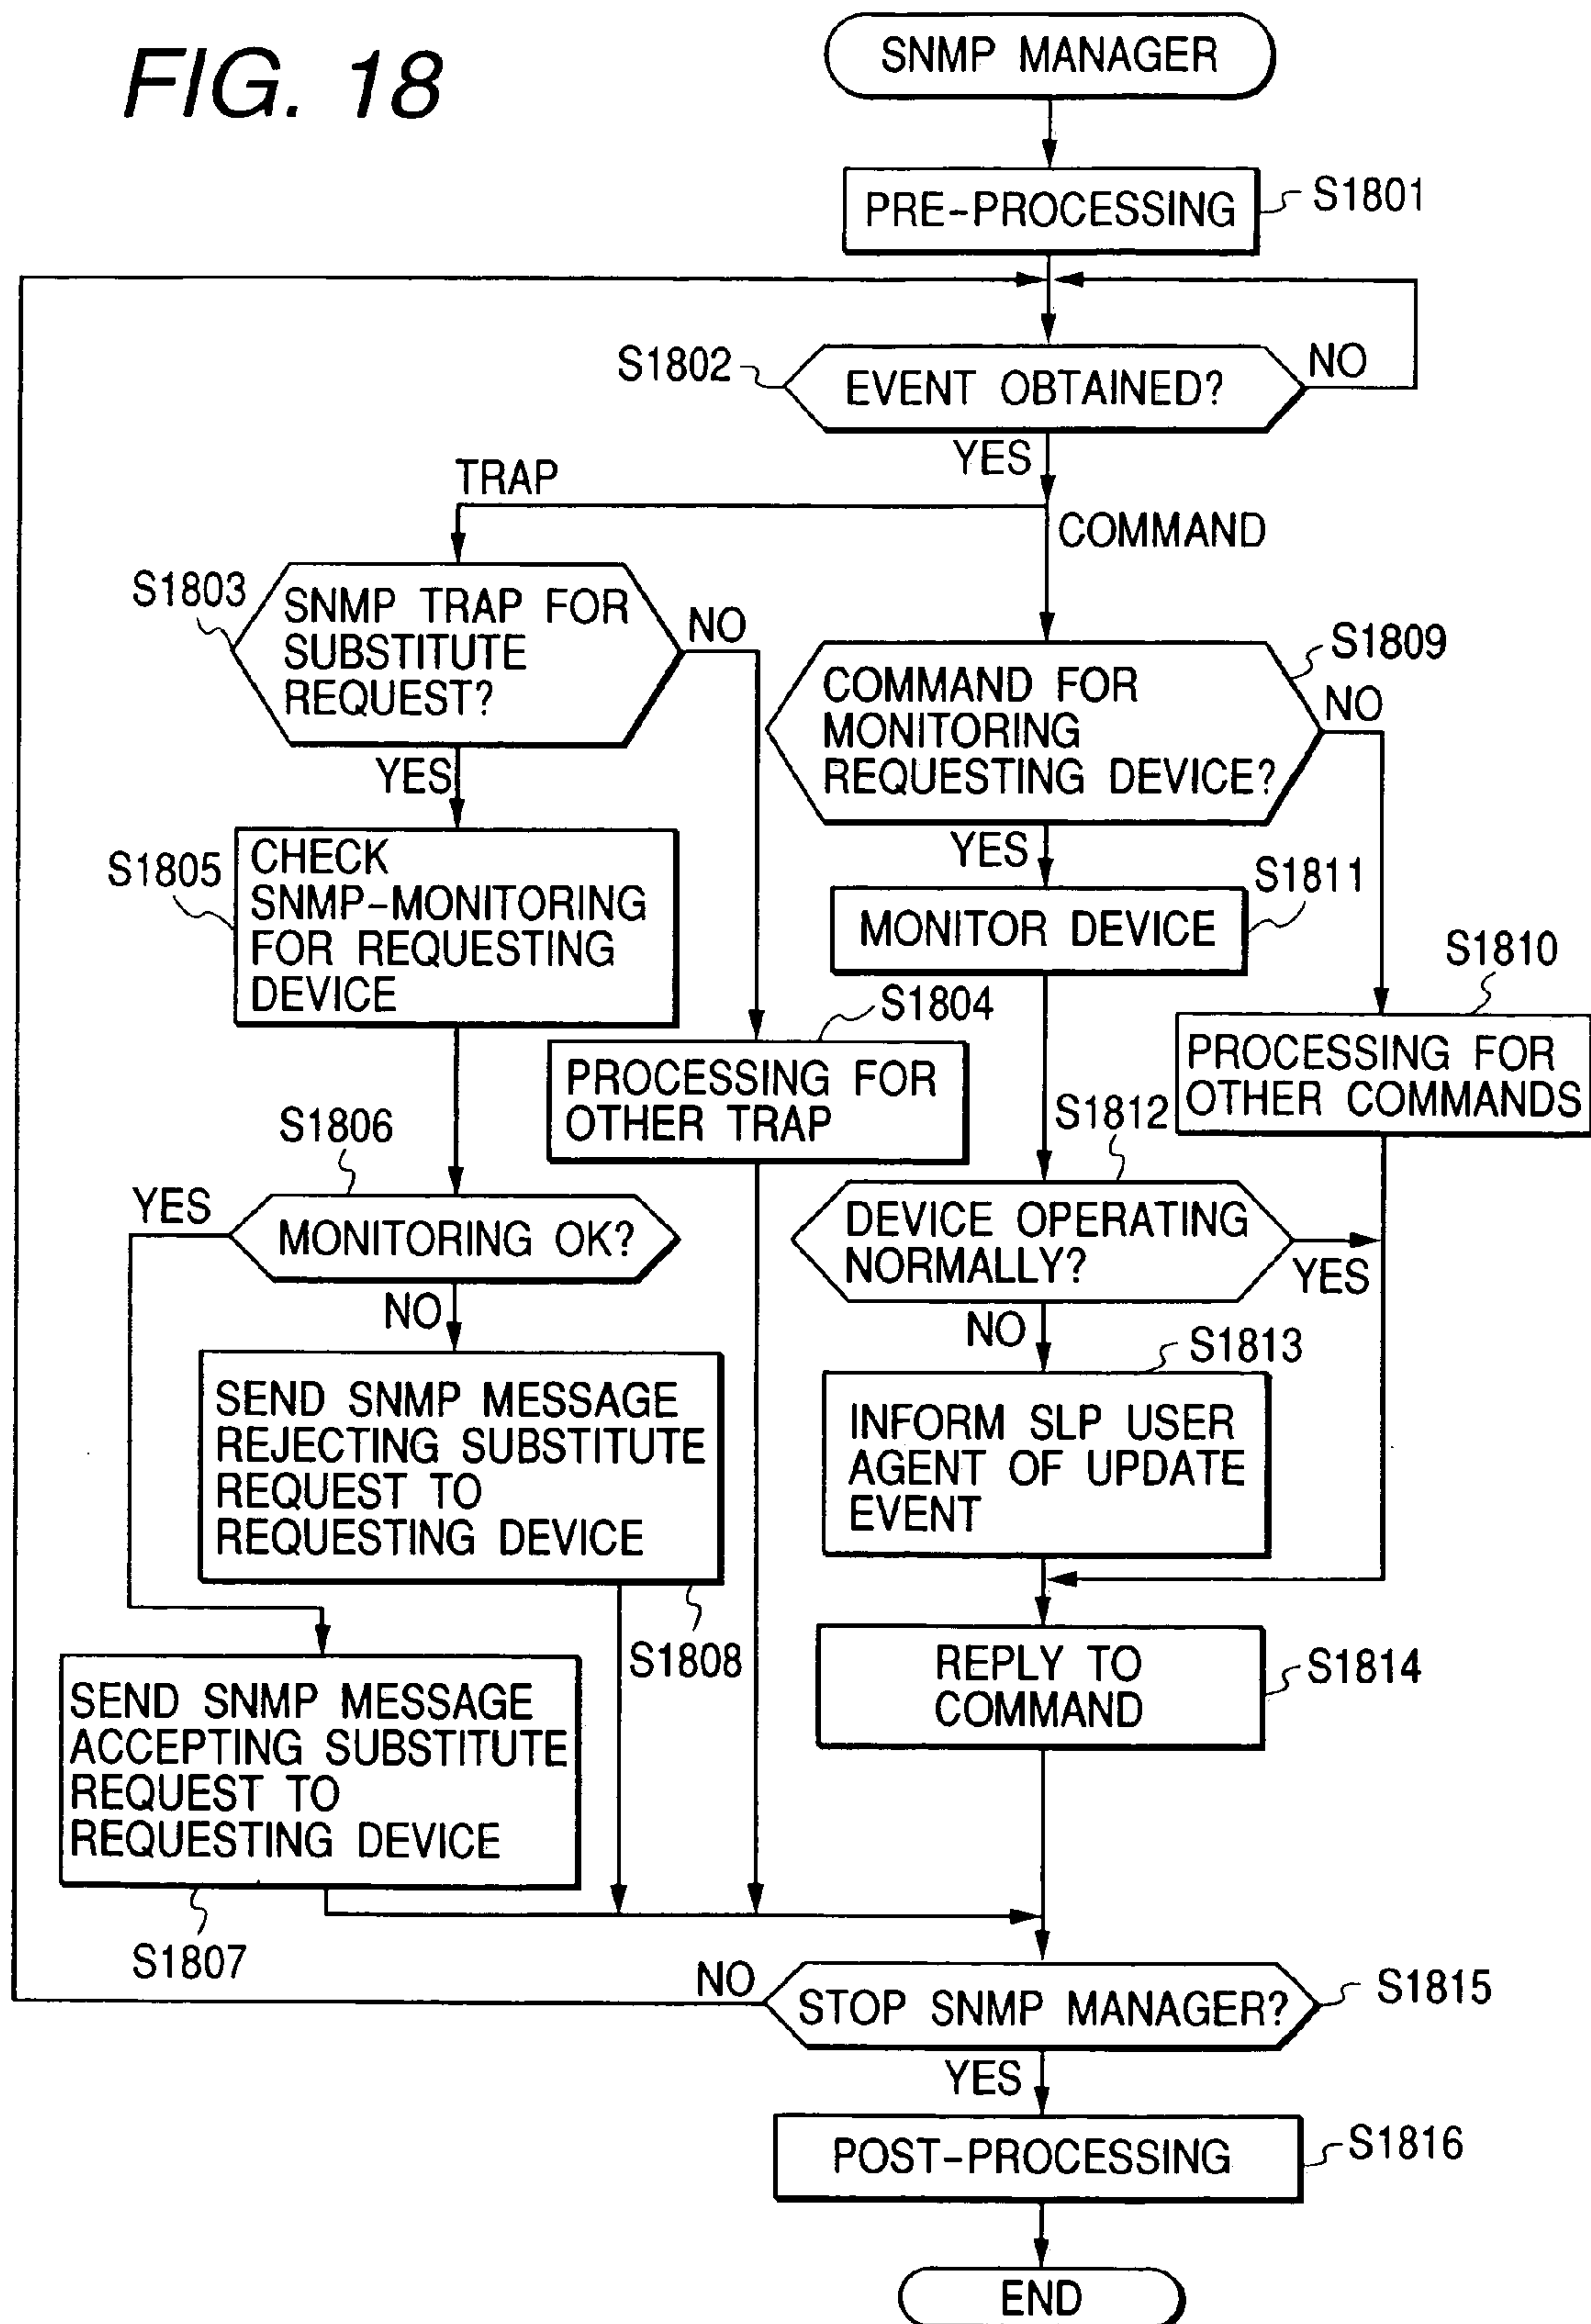 FIG. 18
SNMP MANAGER
PRE-PROCESSING
S1801
S1802
EVENT OBTAINED?
NO
YES
TRAP
COMMAND
S1803
SNMP TRAP FOR
SUBSTITUTE
REQUEST?
NO
YES
S1809
COMMAND FOR
MONITORING
REQUESTING DEVICE?
NO
YES
S1805
CHECK
SNMP-MONITORING
FOR REQUESTING
DEVICE
S1811
MONITOR DEVICE
S1804
PROCESSING FOR
OTHER TRAP
S1810
PROCESSING FOR
OTHER COMMANDS
S1806
YES
MONITORING OK?
NO
S1812
DEVICE OPERATING
NORMALLY?
YES
NO
SEND SNMP MESSAGE
REJECTING SUBSTITUTE
REQUEST TO
REQUESTING DEVICE
S1808
S1813
INFORM SLP USER
AGENT OF UPDATE
EVENT
SEND SNMP MESSAGE
ACCEPTING SUBSTITUTE
REQUEST TO
REQUESTING DEVICE
S1807
REPLY TO
COMMAND
S1814
NO
STOP SNMP MANAGER?
S1815
YES
POST-PROCESSING
S1816
END